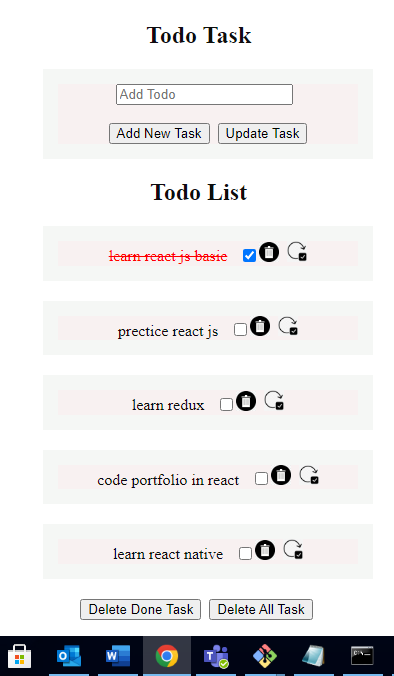 Todo Task
Add Todo
Add New Task Update Task
Todo List
learn react js basic
prectice react js
learn redux
code portfolio in react
learn react native
Delete Done Task Delete All Task